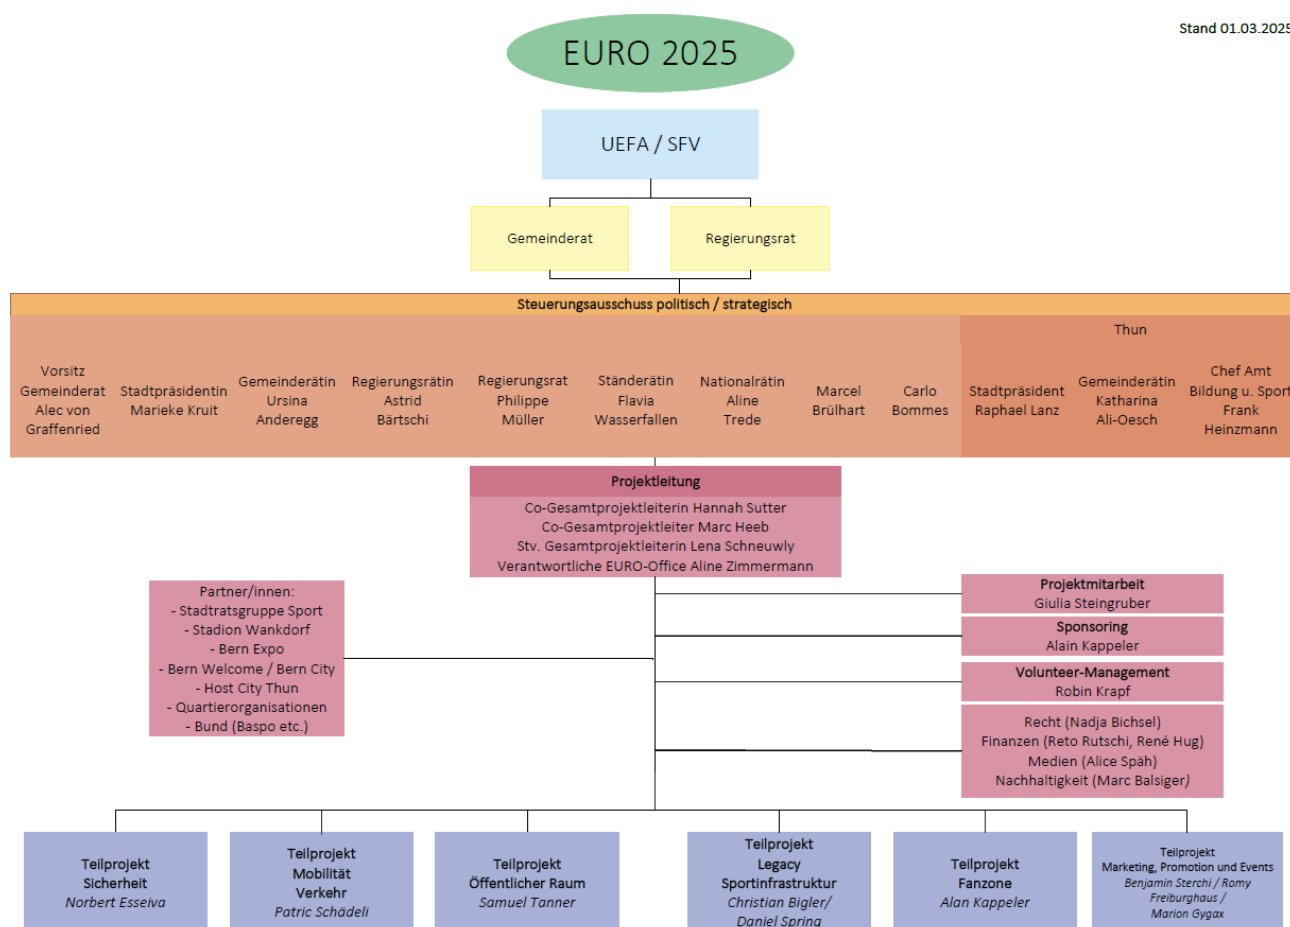 Stand 01.03.2025
EURO 2025
UEFA / SFV
Gemeinderat
Regierungsrat
Steuerungsausschuss politisch / strategisch
Thun
Vorsitz
Gemeinderat
Alec von
Graffenried
Stadtpräsidentin
Marieke Kruit
Gemeinderätin
Ursina
Anderegg
Regierungsrätin
Astrid
Bärtschi
Regierungsrat
Philippe
Müller
Ständerätin
Flavia
Wasserfallen
Nationalrätin
Aline
Trede
Marcel
Brülhart
Carlo
Bommes
Stadtpräsident
Raphael Lanz
Gemeinderätin
Katharina
Ali-Oesch
Chef Amt
Bildung u. Sport
Frank
Heinzmann
Projektleitung
Co-Gesamtprojektleiterin Hannah Sutter
Co-Gesamtprojektleiter Marc Heeb
Stv. Gesamtprojektleiterin Lena Schneuwly
Verantwortliche EURO-Office Aline Zimmermann
Partner/innen:
- Stadtratsgruppe Sport
- Stadion Wankdorf
- Bern Expo
- Bern Welcome / Bern City
- Host City Thun
- Quartierorganisationen
- Bund (Baspo etc.)
Projektmitarbeit
Giulia Steingruber
Sponsoring
Alain Kappeler
Volunteer-Management
Robin Krapf
Recht (Nadja Bichsel)
Finanzen (Reto Rutschi, René Hug)
Medien (Alice Späh)
Nachhaltigkeit (Marc Balsiger)
Teilprojekt
Sicherheit
Norbert Esseiva
Teilprojekt
Mobilität
Verkehr
Patric Schädeli
Teilprojekt
Öffentlicher Raum
Samuel Tanner
Teilprojekt
Legacy
Sportinfrastruktur
Christian Bigler/
Daniel Spring
Teilprojekt
Fanzone
Alan Kappeler
Teilprojekt
Marketing, Promotion und Events
Benjamin Sterchi / Romy
Freiburghaus /
Marion Gygax